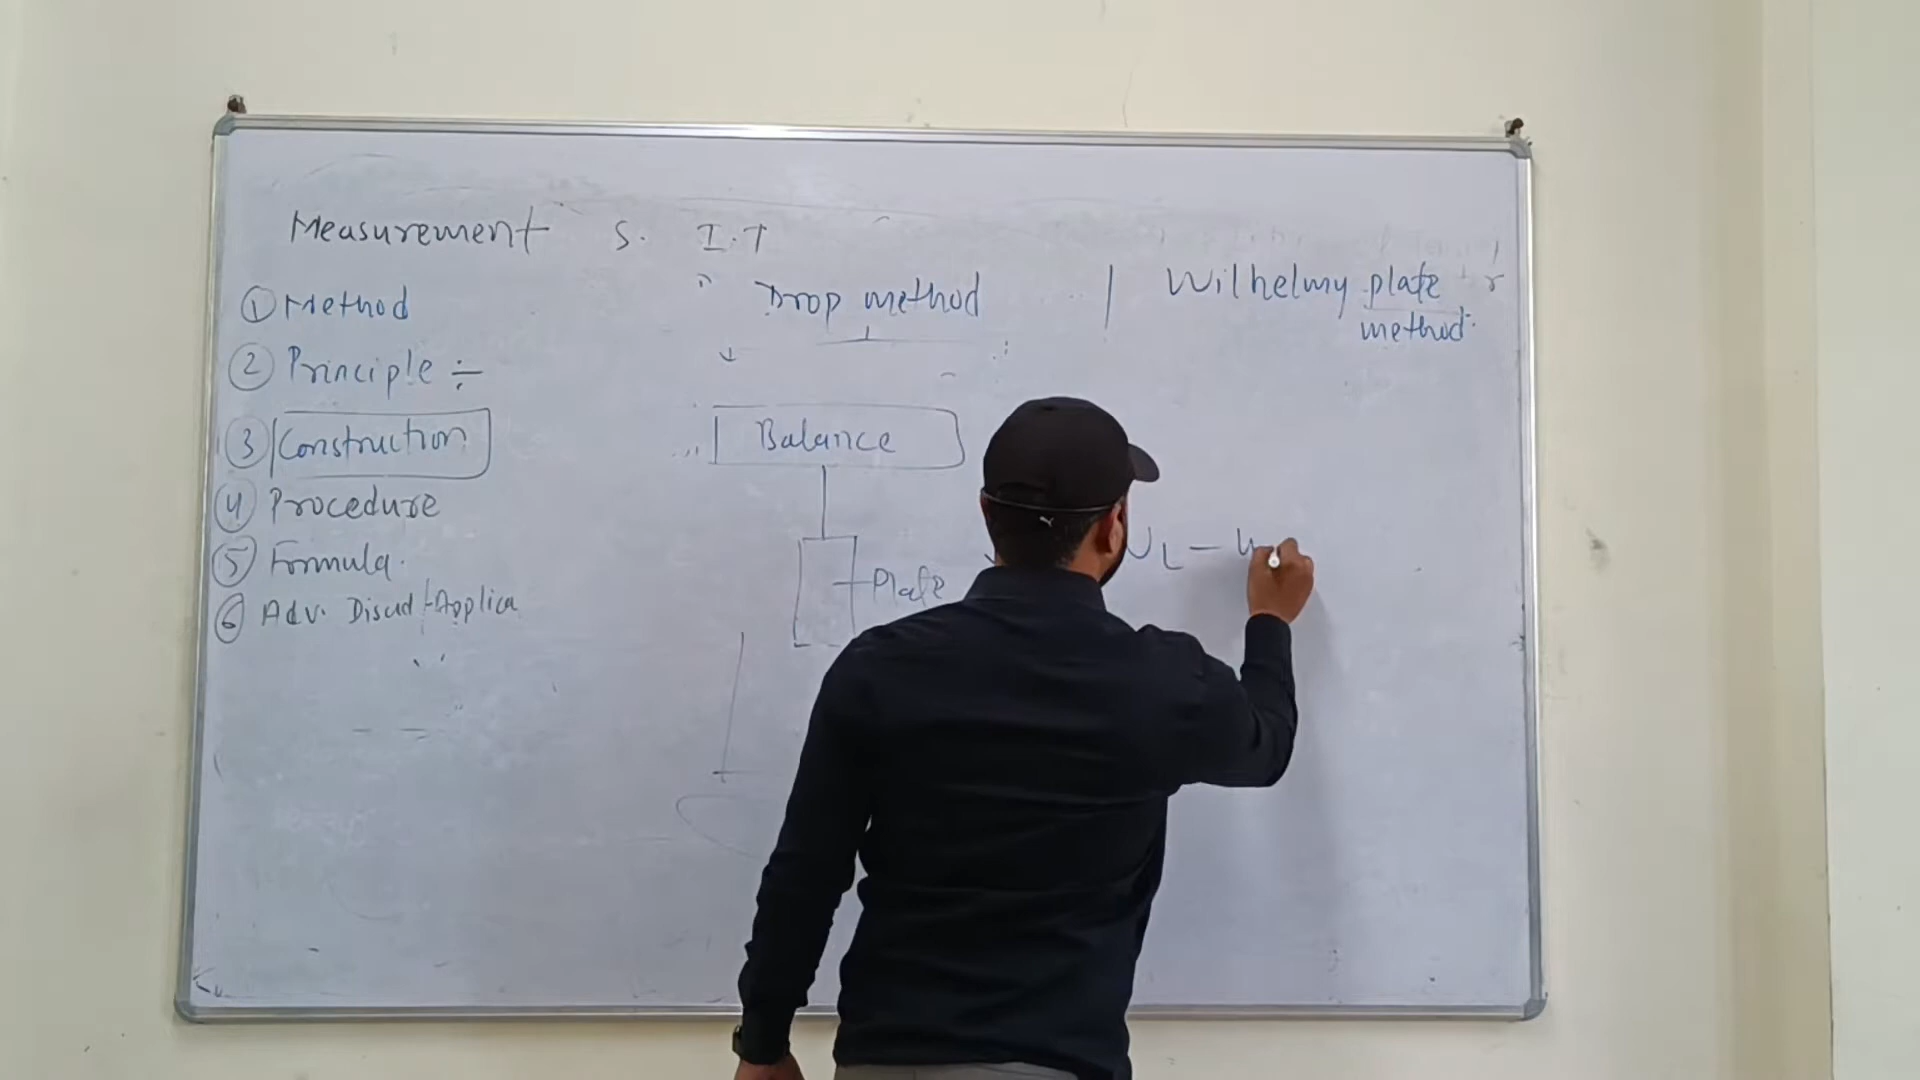 Measurement S. I.T
① Method
② Principle ÷
③ Construction
④ Procedure
⑤ Formula.
⑥ Adv. Disad Applica
Drop method
Wilhelmy plate
method.
Balance
Plate